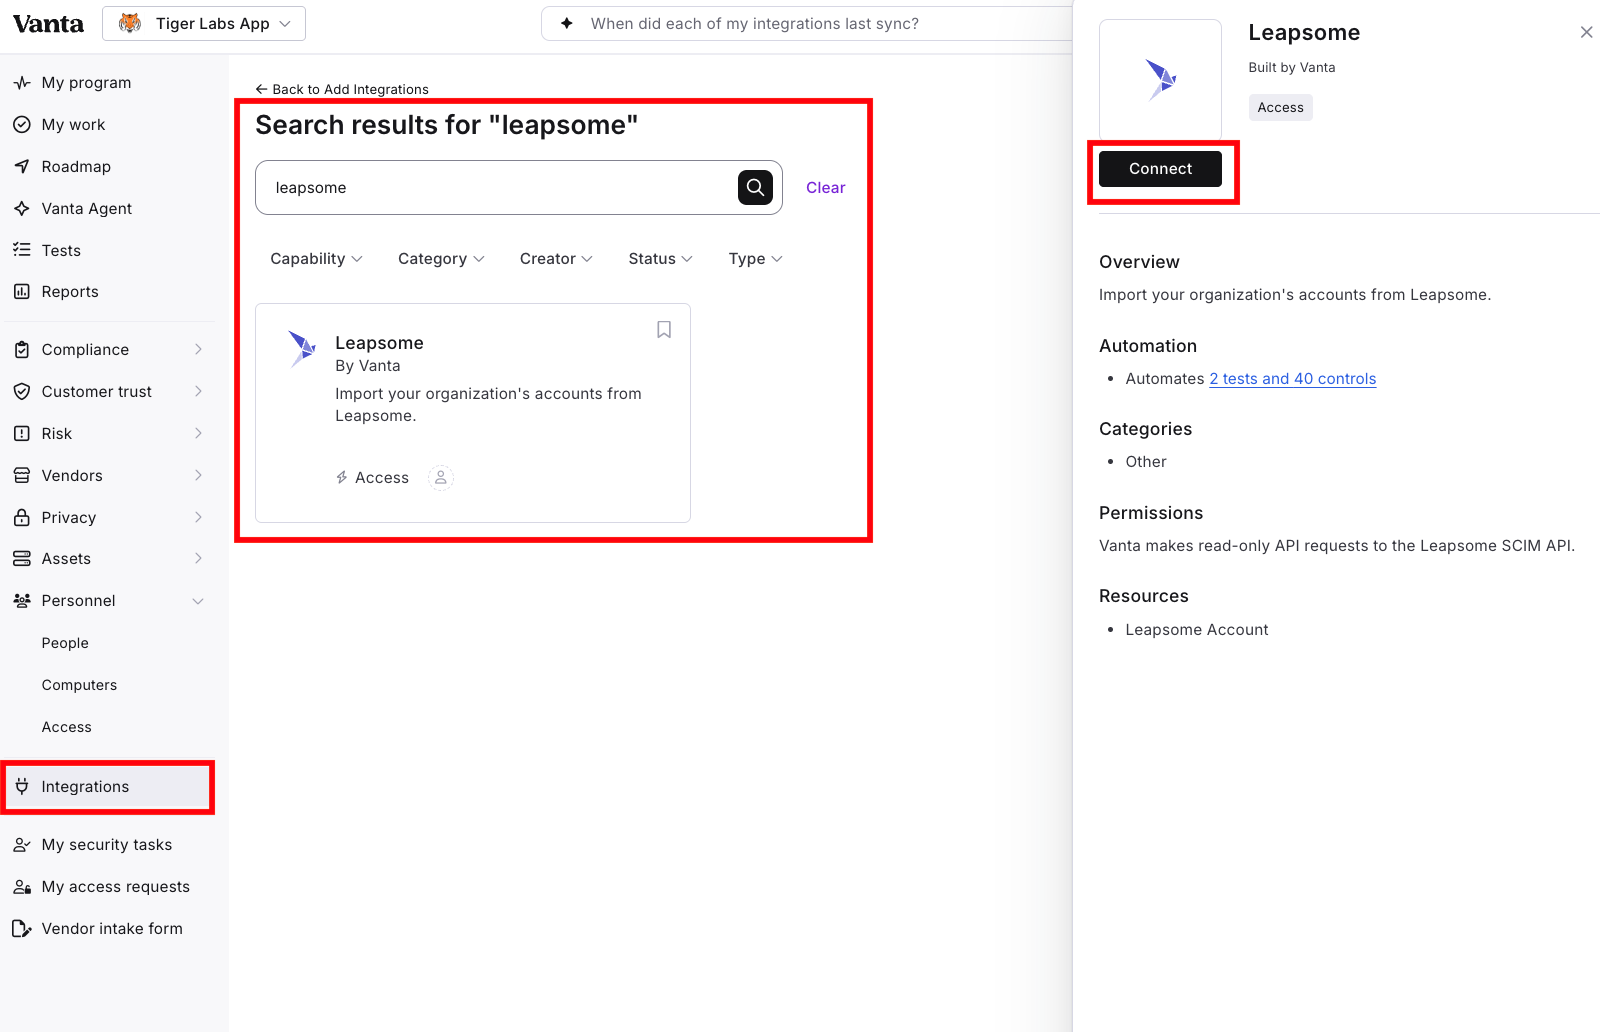 Vanta
Tiger Labs App
When did each of my integrations last sync?
My program
My work
Roadmap
Vanta Agent
Tests
Reports
Compliance
Customer trust
Risk
Vendors
Privacy
Assets
Personnel
People
Computers
Access
Integrations
My security tasks
My access requests
Vendor intake form
← Back to Add Integrations
Search results for "leapsome"
leapsome
Clear
Capability
Category
Creator
Status
Type
Leapsome
By Vanta
Import your organization's accounts from
Leapsome.
Access
Leapsome
Built by Vanta
Access
Connect
Overview
Import your organization's accounts from Leapsome.
Automation
• Automates 2 tests and 40 controls
Categories
• Other
Permissions
Vanta makes read-only API requests to the Leapsome SCIM API.
Resources
• Leapsome Account